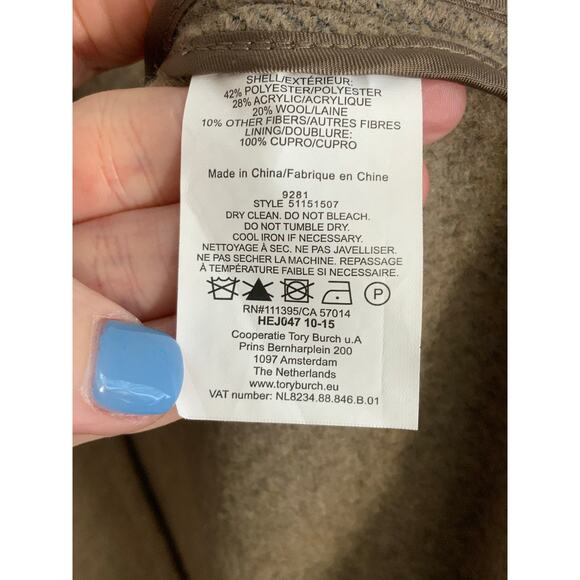 SHELL/EXTÉRIEUR:
42% POLYESTER/POLYESTER
28% ACRYLIC/ACRYLIQUE
20% WOOL/LAINE
10% OTHER FIBERS/AUTRES FIBRES
LINING/DOUBLURE:
100% CUPRO/CUPRO
Made in China/Fabrique en Chine
9281
STYLE 51151507
DRY CLEAN. DO NOT BLEACH.
DO NOT TUMBLE DRY.
COOL IRON IF NECESSARY.
NETTOYAGE À SEC. NE PAS JAVELLISER.
NE PAS SECHER LA MACHINE. REPASSAGE
À TEMPÉRATURE FAIBLE SI NECESSAIRE.
P
RN#111395/CA 57014
HEJ047 10-15
Cooperatie Tory Burch u.A
Prins Bernharplein 200
1097 Amsterdam
The Netherlands
www.toryburch.eu
VAT number: NL8234.88.846.B.01